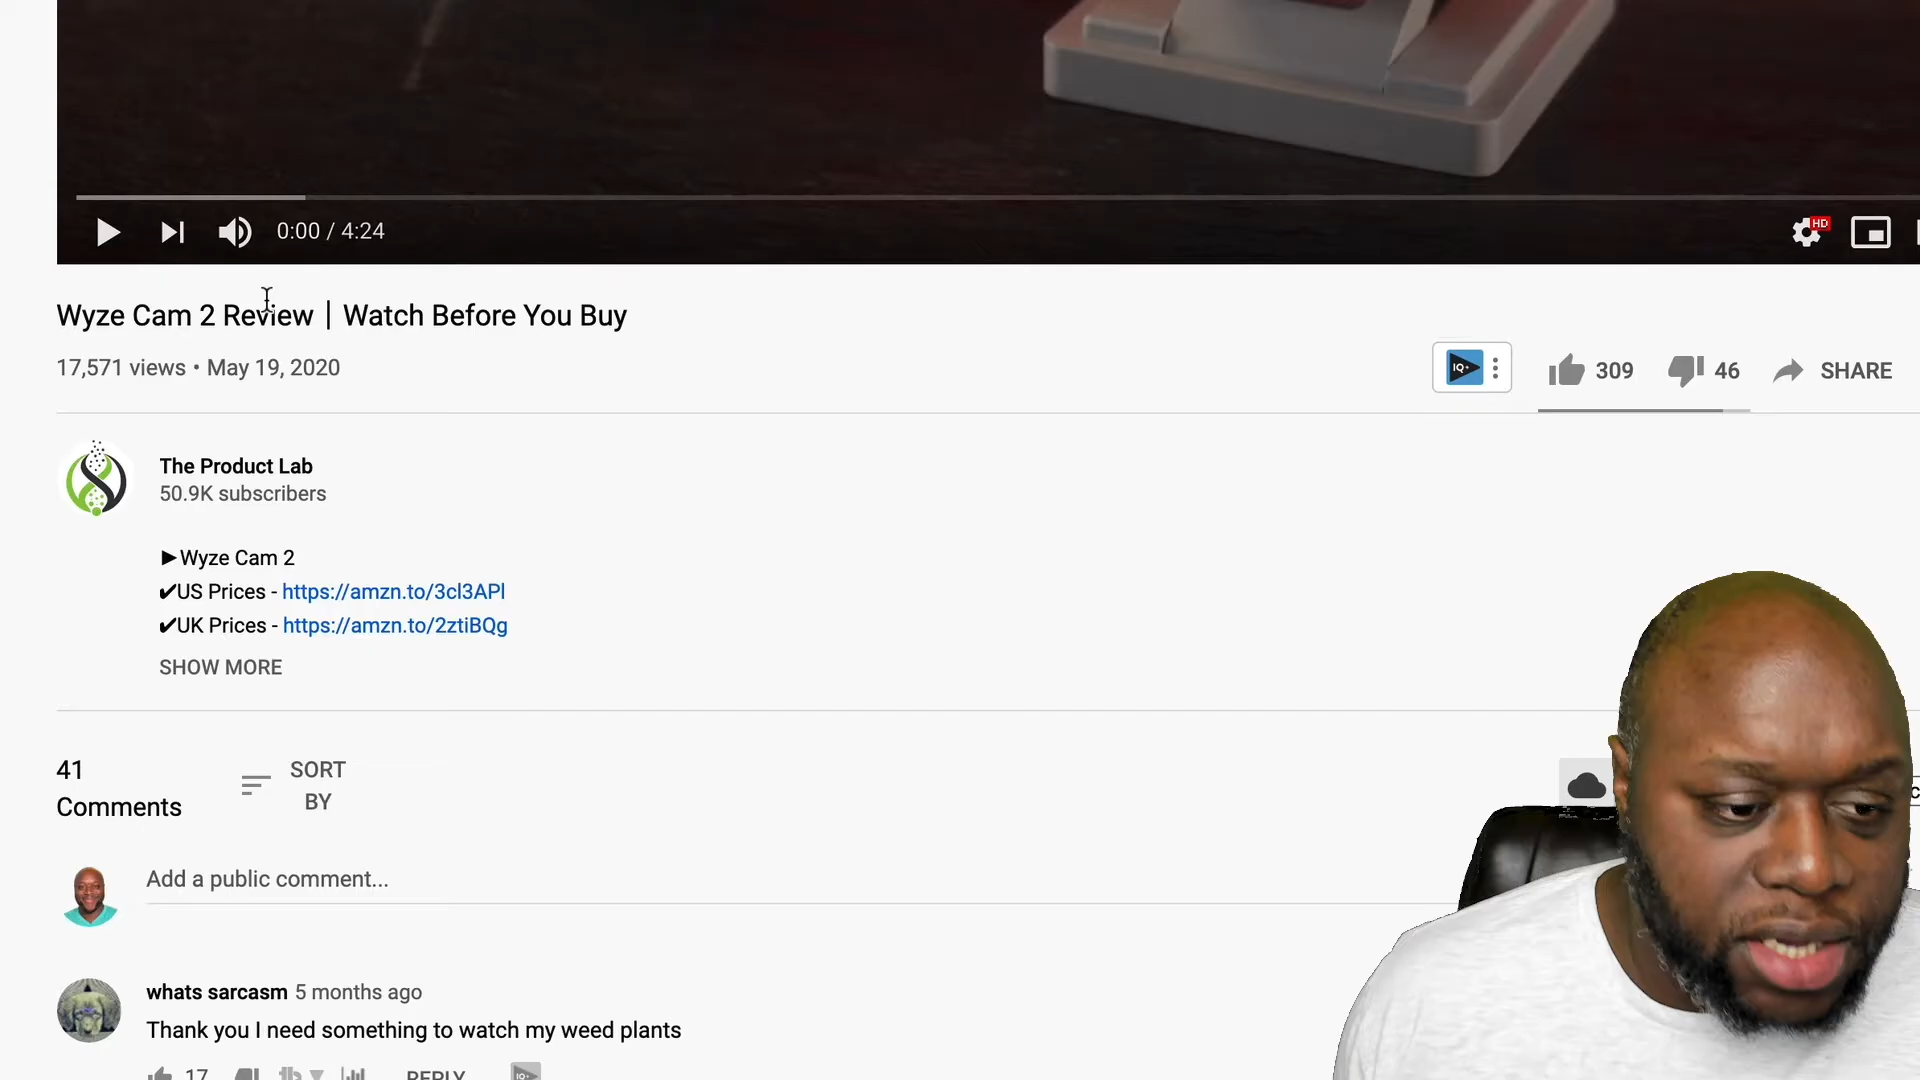 0:00 / 4:24
HD
Wyze Cam 2 Review | Watch Before You Buy
17,571 views • May 19, 2020
IQ+
309
46
SHARE
The Product Lab
50.9K subscribers
►Wyze Cam 2
✔US Prices - https://amzn.to/3cl3APl
✔UK Prices - https://amzn.to/2ztiBQg
SHOW MORE
41
Comments
SORT
BY
Add a public comment...
whats sarcasm 5 months ago
Thank you I need something to watch my weed plants
17
REPLY
IQ+